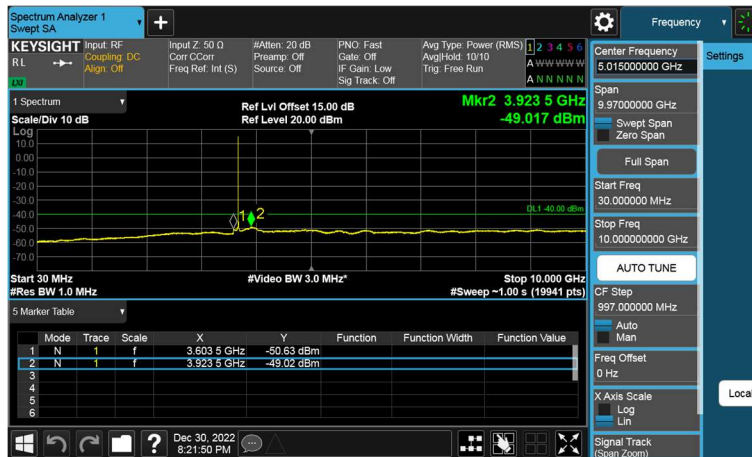 Spectrum Analyzer 1
Swept SA
Frequency
KEYSIGHT
RL
LXI
Input: RF
Coupling: DC
Align: Off
Input Z: 50 Ω
Corr CCorr
Freq Ref: Int (S)
#Atten: 20 dB
Preamp: Off
Source: Off
PNO: Fast
Gate: Off
IF Gain: Low
Sig Track: Off
Avg Type: Power (RMS)
Avg|Hold: 10/10
Trig: Free Run
1 2 3 4 5 6
A W W W W W
A N N N N N
1 Spectrum
Scale/Div 10 dB
Ref Lvl Offset 15.00 dB
Ref Level 20.00 dBm
Mkr2 3.923 5 GHz
-49.017 dBm
Log
10.0
0.00
-10.0
-20.0
-30.0
-40.0
-50.0
-60.0
-70.0
1
2
DL1 -40.00 dBm
Start 30 MHz
#Res BW 1.0 MHz
#Video BW 3.0 MHz*
Stop 10.000 GHz
#Sweep ~1.00 s (19941 pts)
5 Marker Table
Mode Trace Scale X Y Function Function Width Function Value
1 N 1 f 3.603 5 GHz -50.63 dBm
2 N 1 f 3.923 5 GHz -49.02 dBm
3
4
5
6
Dec 30, 2022
8:21:50 PM
?
Center Frequency
5.015000000 GHz
Settings
Span
9.97000000 GHz
Swept Span
Zero Span
Full Span
Start Freq
30.000000 MHz
Stop Freq
10.000000000 GHz
AUTO TUNE
CF Step
997.000000 MHz
Auto
Man
Freq Offset
0 Hz
X Axis Scale
Log
Lin
Local
Signal Track
(Span Zoom)